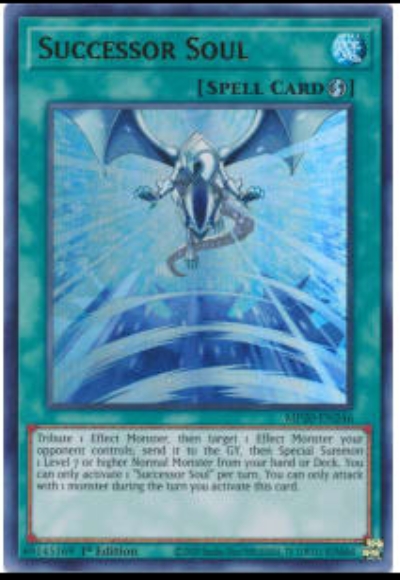 SUCCESSOR SOUL
[SPELL CARD]
MP20-EN246
Tribute 1 Effect Monster, then target 1 Effect Monster your
opponent controls; send it to the GY, then Special Summon
1 Level 7 or higher Normal Monster from your hand or Deck. You
can only activate 1 "Successor Soul" per turn. You can only attack
with 1 monster during the turn you activate this card.
1st Edition